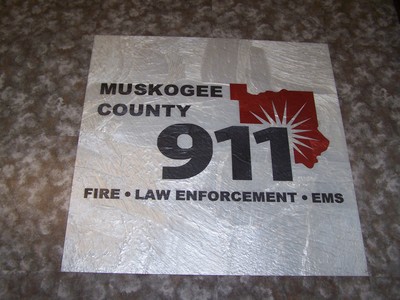 MUSKOGEE
COUNTY
911
FIRE • LAW ENFORCEMENT • EMS